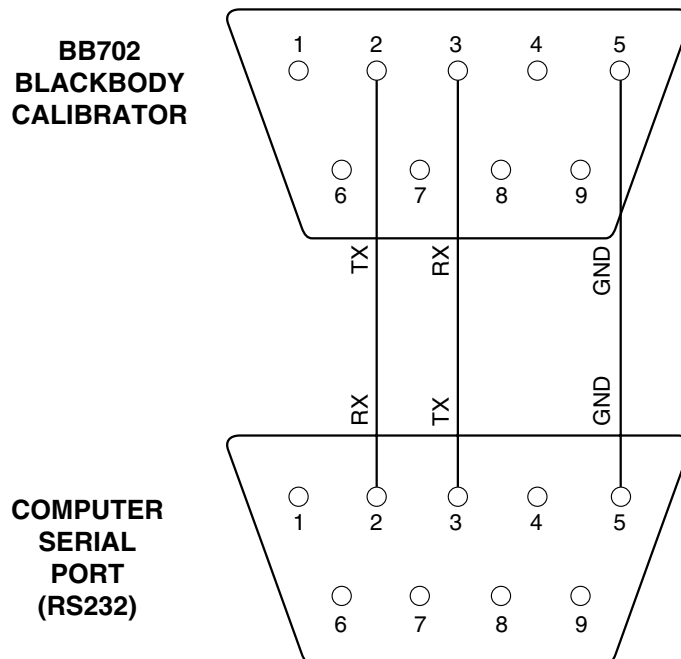 BB702
BLACKBODY
CALIBRATOR
1 2 3 4 5
6 7 8 9
TX RX GND
RX TX GND
COMPUTER
SERIAL
PORT
(RS232)
1 2 3 4 5
6 7 8 9